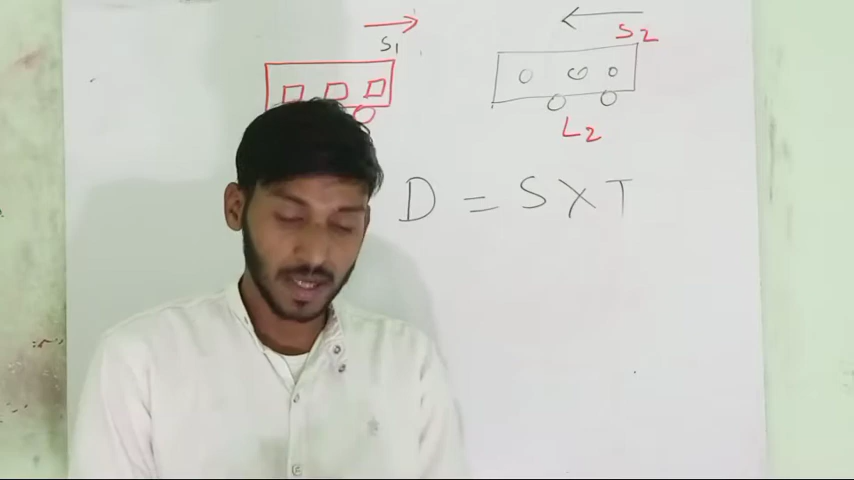 S1
S2
L2
D = S X T